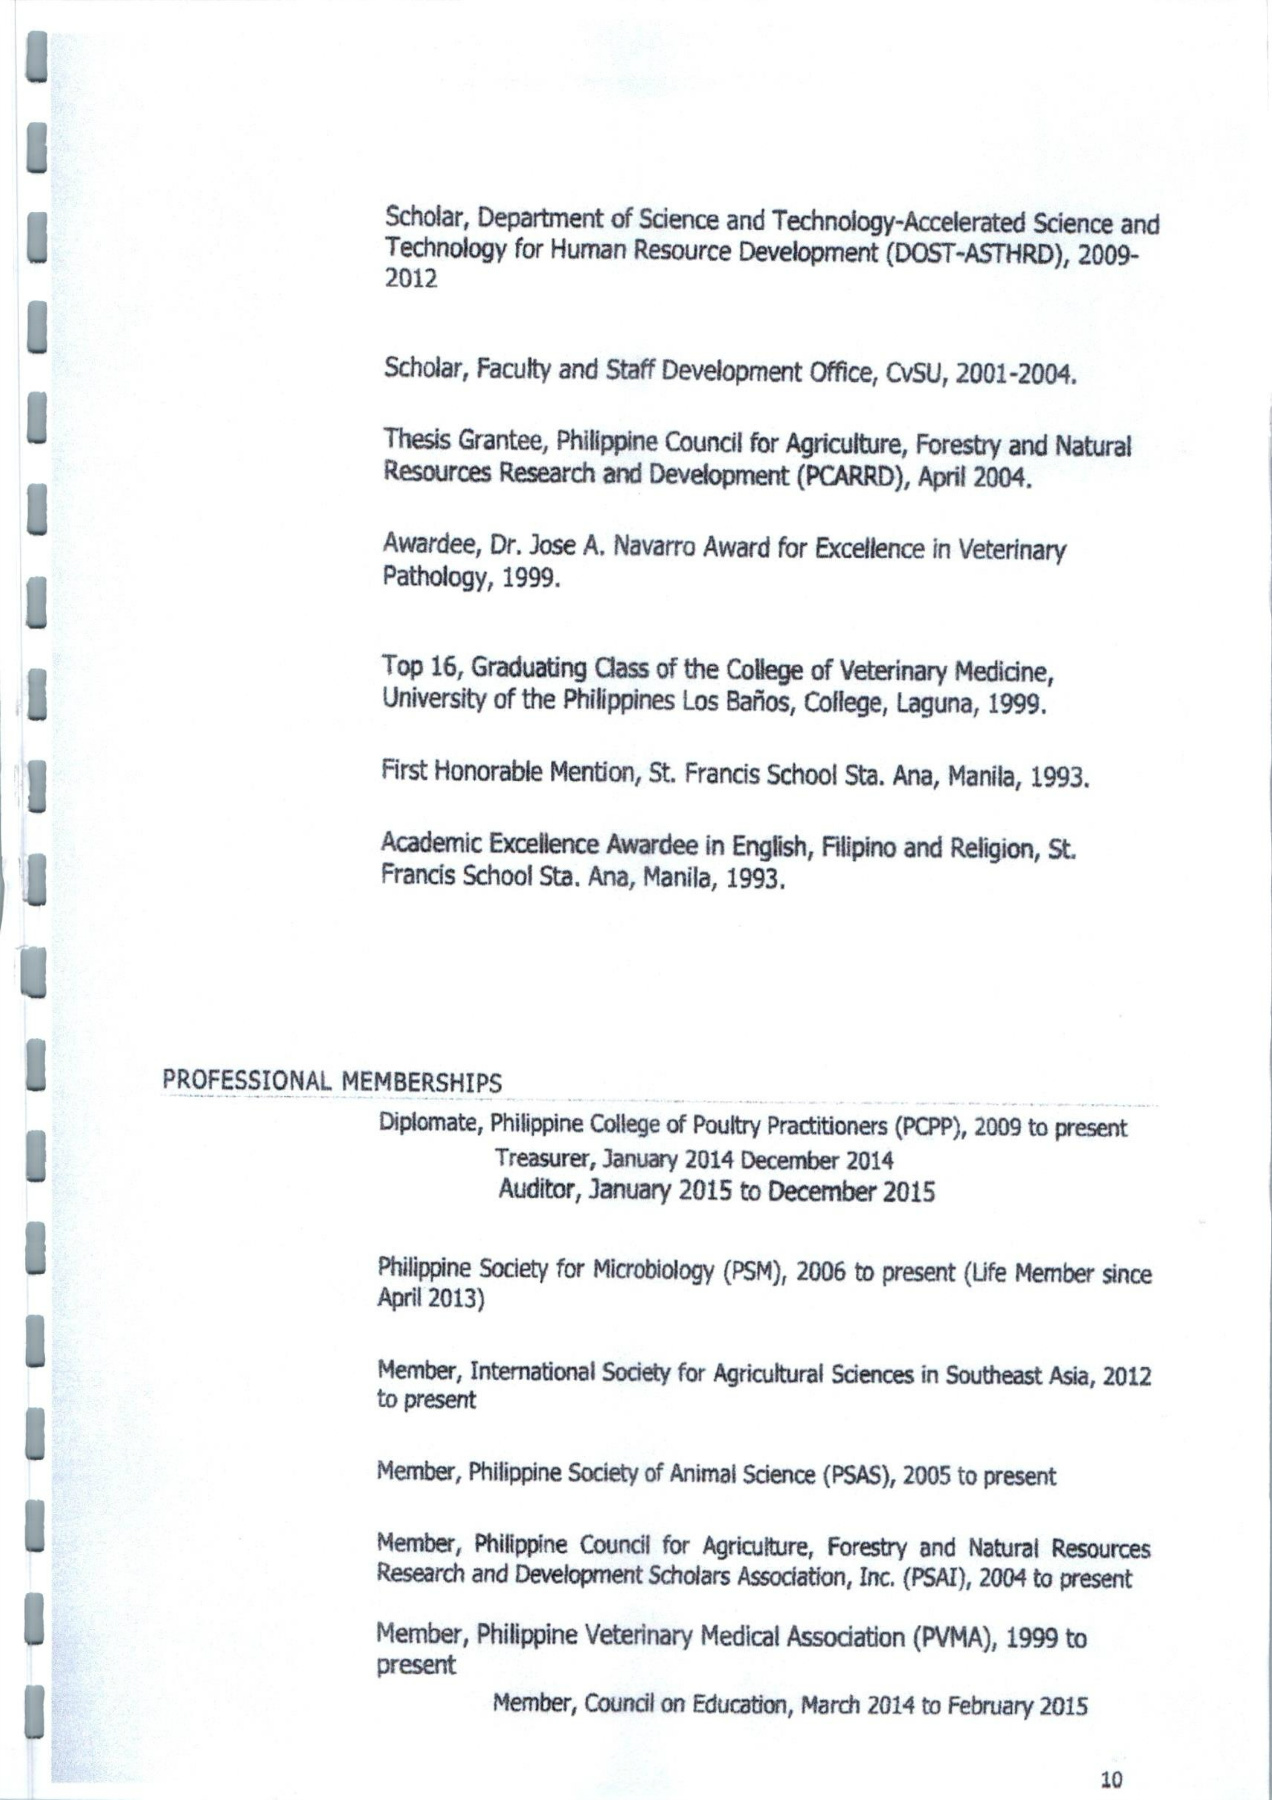 Scholar, Department of Science and Technology-Accelerated Science and
Technology for Human Resource Development (DOST-ASTHRD), 2009-
2012
Scholar, Faculty and Staff Development Office, CvSU, 2001-2004.
Thesis Grantee, Philippine Council for Agriculture, Forestry and Natural
Resources Research and Development (PCARRD), April 2004.
Awardee, Dr. Jose A. Navarro Award for Excellence in Veterinary
Pathology, 1999.
Top 16, Graduating Class of the College of Veterinary Medicine,
University of the Philippines Los Baños, College, Laguna, 1999.
First Honorable Mention, St. Francis School Sta. Ana, Manila, 1993.
Academic Excellence Awardee in English, Filipino and Religion, St.
Francis School Sta. Ana, Manila, 1993.
PROFESSIONAL MEMBERSHIPS
Diplomate, Philippine College of Poultry Practitioners (PCPP), 2009 to present
Treasurer, January 2014 December 2014
Auditor, January 2015 to December 2015
Philippine Society for Microbiology (PSM), 2006 to present (Life Member since
April 2013)
Member, International Society for Agricultural Sciences in Southeast Asia, 2012
to present
Member, Philippine Society of Animal Science (PSAS), 2005 to present
Member, Philippine Council for Agriculture, Forestry and Natural Resources
Research and Development Scholars Association, Inc. (PSAI), 2004 to present
Member, Philippine Veterinary Medical Association (PVMA), 1999 to
present
Member, Council on Education, March 2014 to February 2015
10